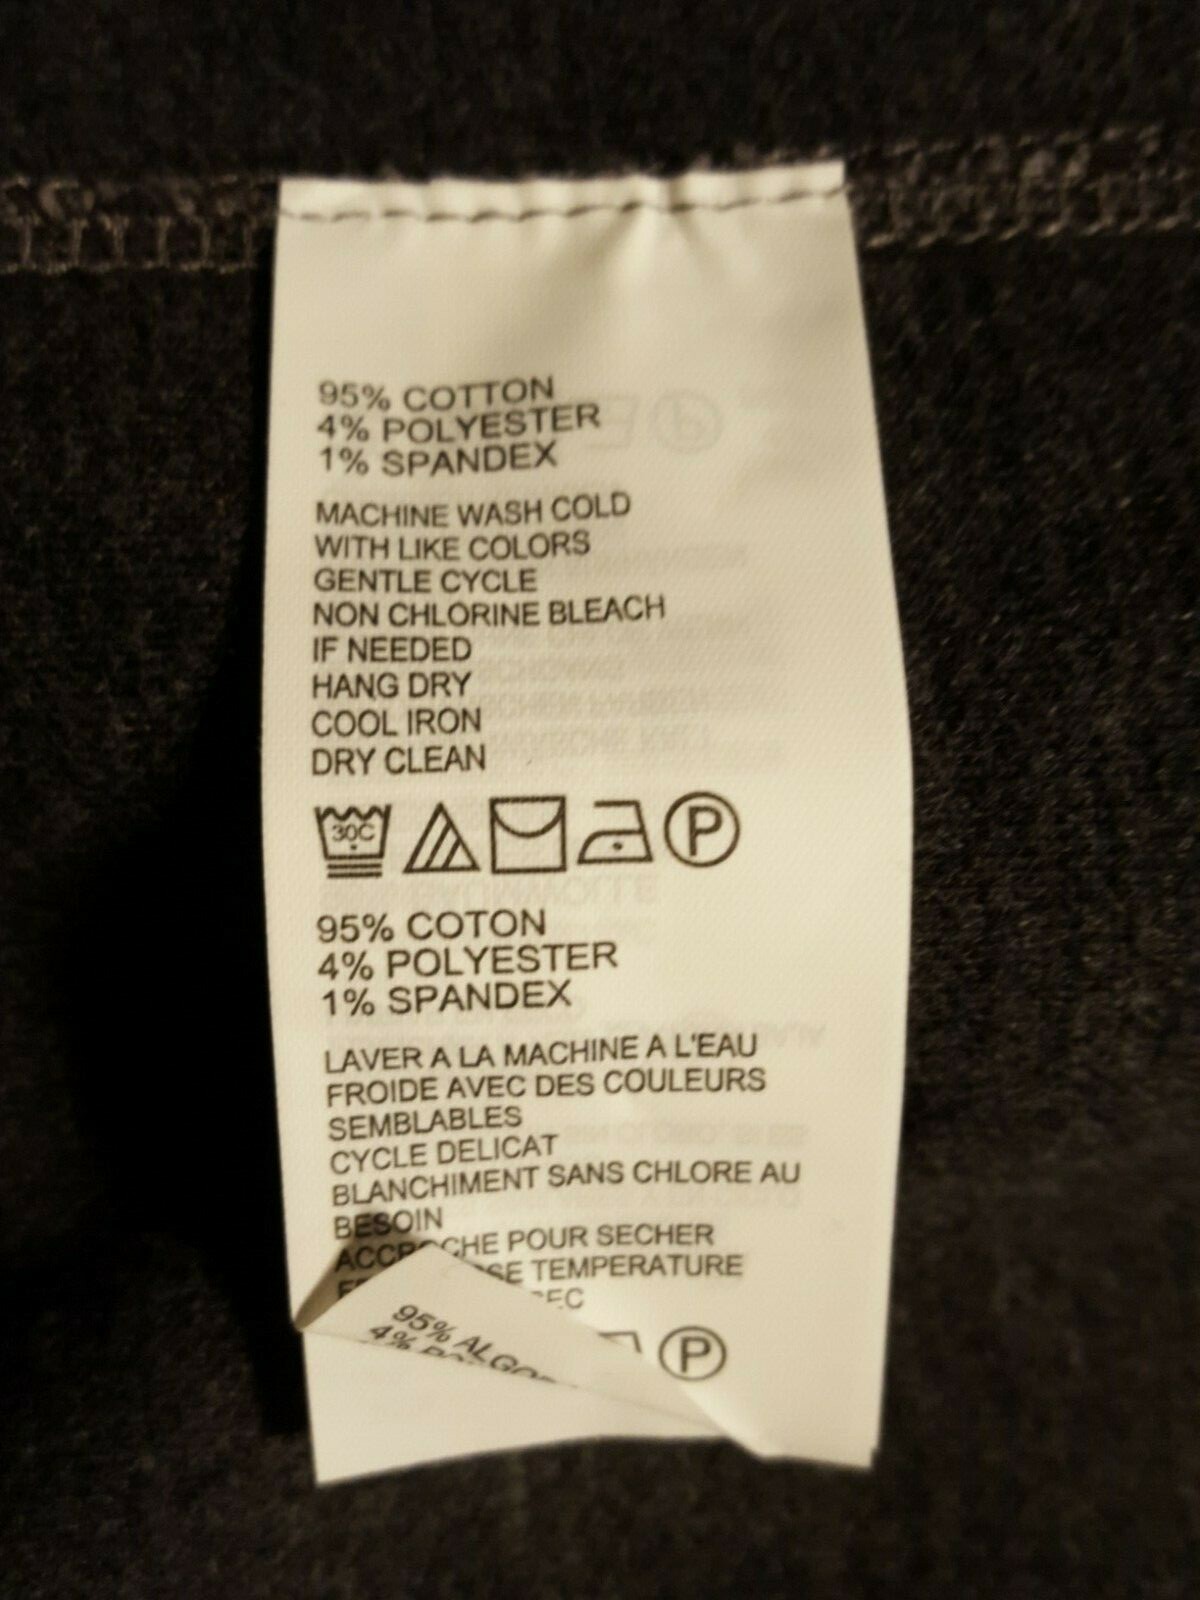 95% COTTON
4% POLYESTER
1% SPANDEX
MACHINE WASH COLD
WITH LIKE COLORS
GENTLE CYCLE
NON CHLORINE BLEACH
IF NEEDED
HANG DRY
COOL IRON
DRY CLEAN
30C
P
95% COTON
4% POLYESTER
1% SPANDEX
LAVER A LA MACHINE A L'EAU
FROIDE AVEC DES COULEURS
SEMBLABLES
CYCLE DELICAT
BLANCHIMENT SANS CHLORE AU
BESOIN
POUR SECHER
TEMPERATURE
P
95%
4%